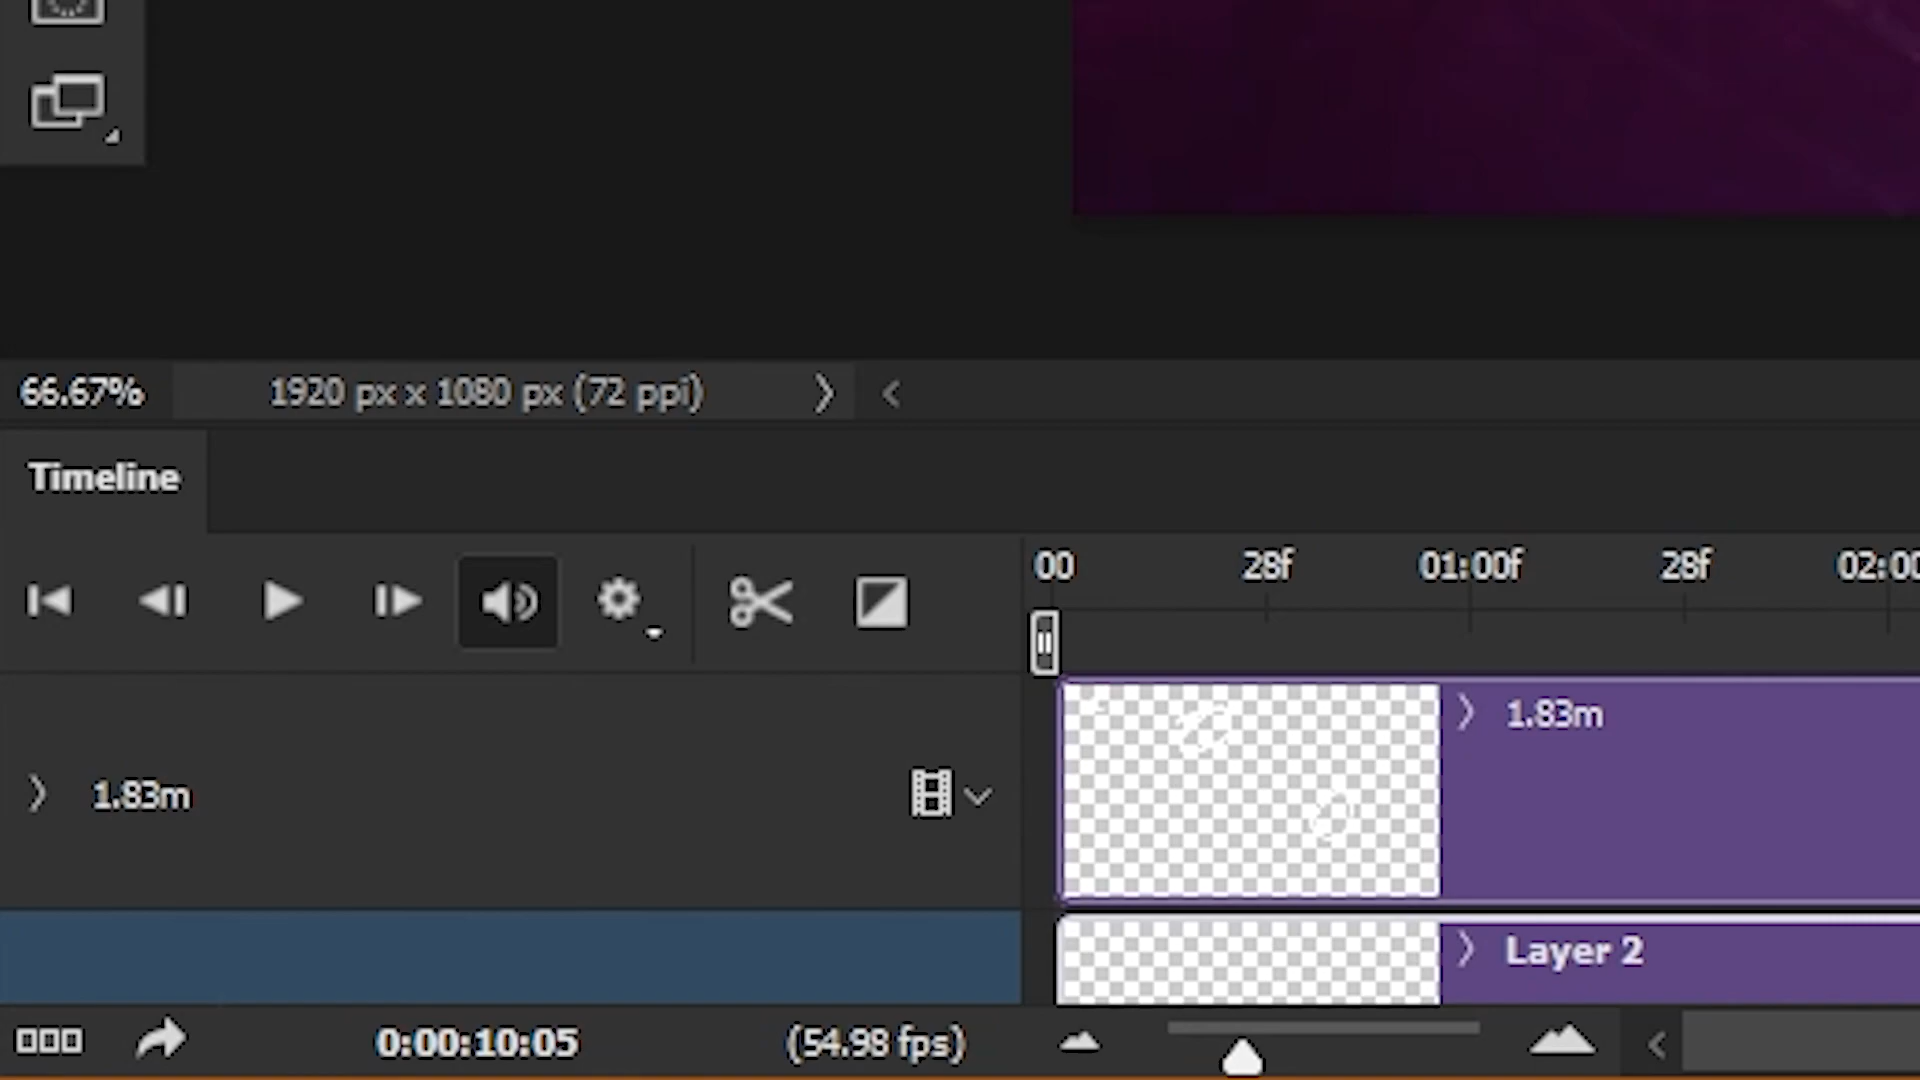 66.67% 1920 px x 1080 px (72 ppi)
Timeline
00 28f 01:00f 28f 02:00
1.83m
1.83m
Layer 2
0:00:10:05 (54.98 fps)